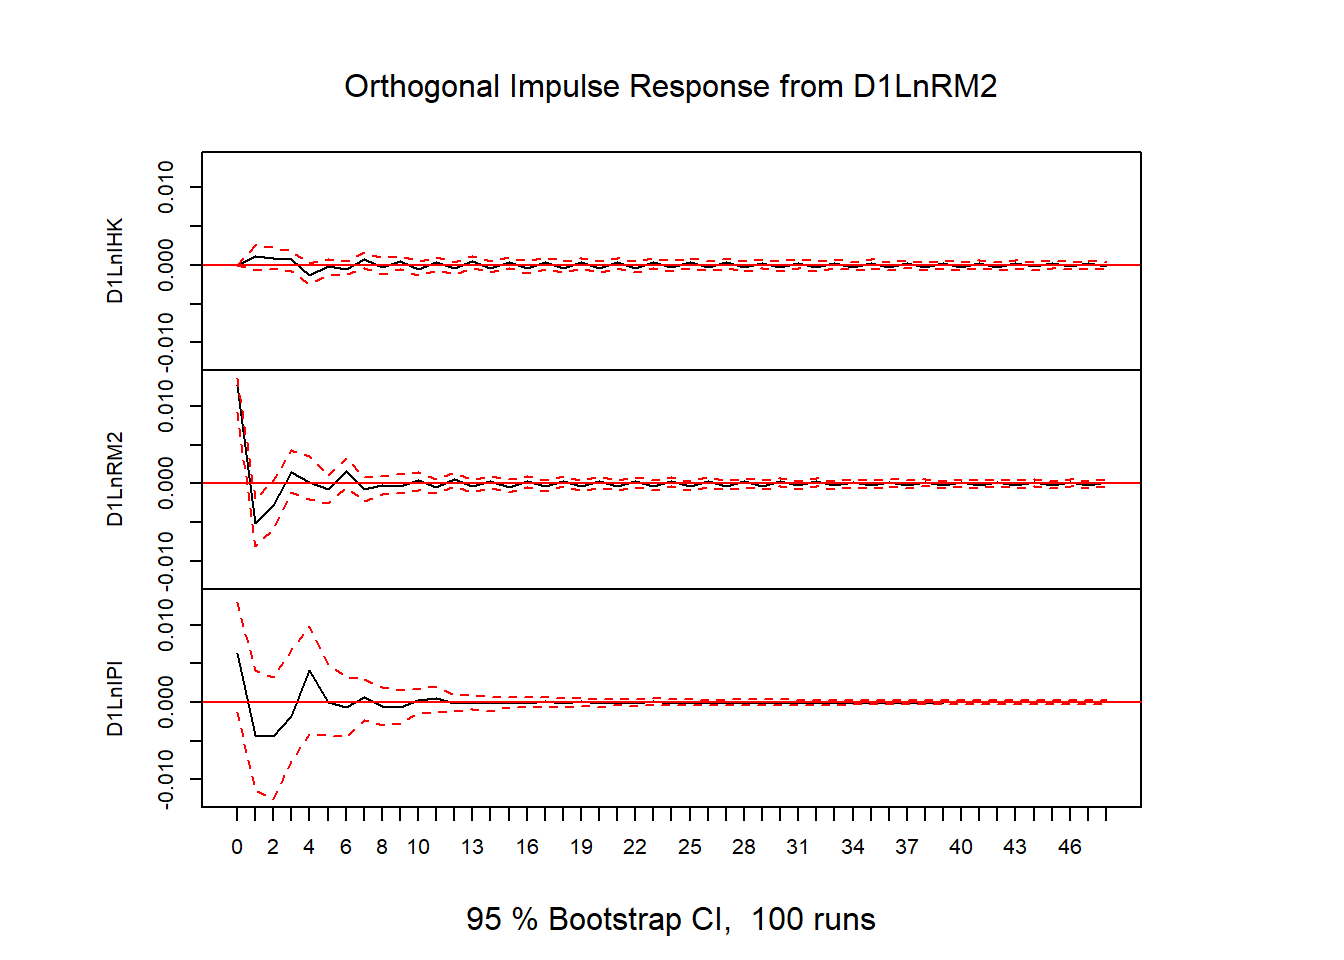 Orthogonal Impulse Response from D1LnRM2
D1LnIHK
0.010
0.000
-0.010
D1LnRM2
0.010
0.000
-0.010
D1LnIPI
0.010
0.000
-0.010
0 2 4 6 8 10 13 16 19 22 25 28 31 34 37 40 43 46
95 % Bootstrap CI,  100 runs